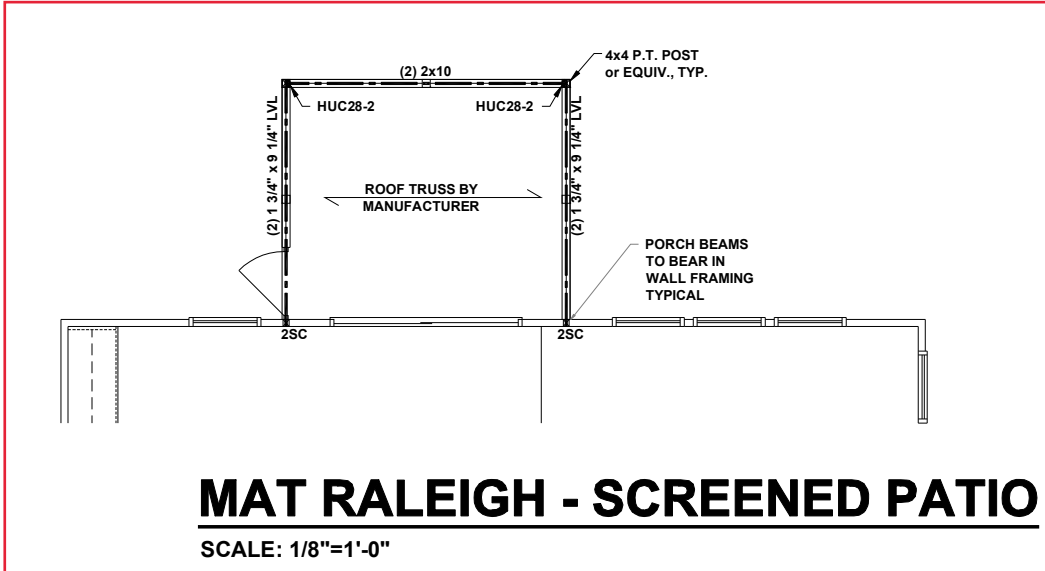 4x4 P.T. POST
or EQUIV., TYP.
(2) 2x10
HUC28-2
HUC28-2
(2) 1 3/4" x 9 1/4" LVL
(2) 1 3/4" x 9 1/4" LVL
ROOF TRUSS BY
MANUFACTURER
PORCH BEAMS
TO BEAR IN
WALL FRAMING
TYPICAL
2SC
2SC
MAT RALEIGH - SCREENED PATIO
SCALE: 1/8"=1'-0"